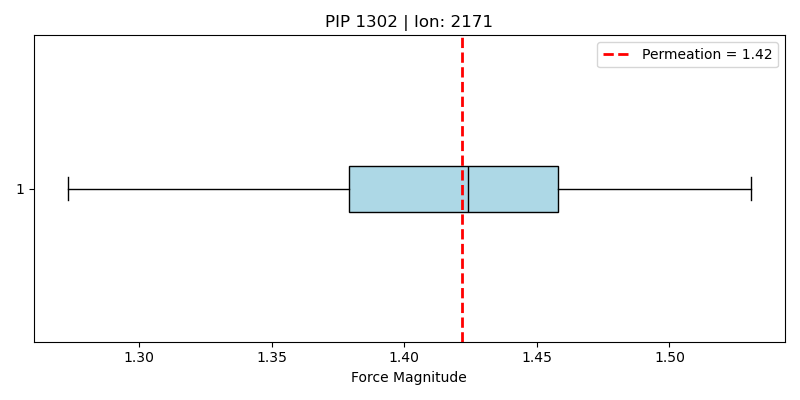 PIP 1302 | Ion: 2171
Permeation = 1.42
1
1.30 1.35 1.40 1.45 1.50
Force Magnitude